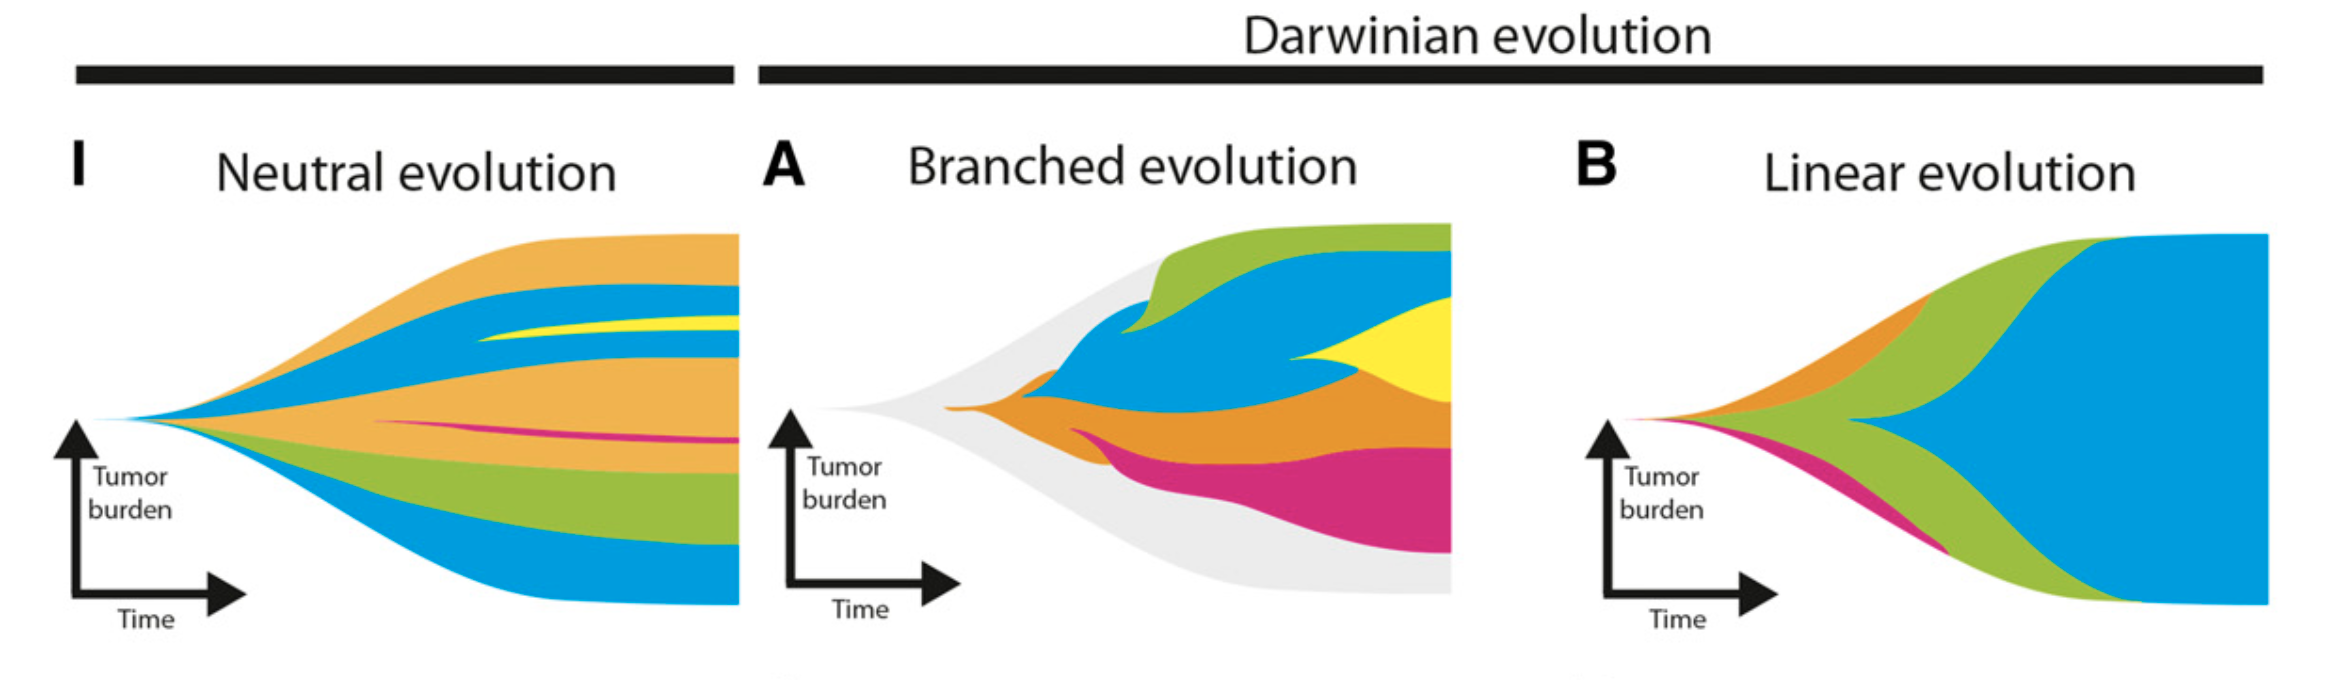 Darwinian evolution
I Neutral evolution
A Branched evolution
B Linear evolution
Tumor
burden
Time
Tumor
burden
Time
Tumor
burden
Time